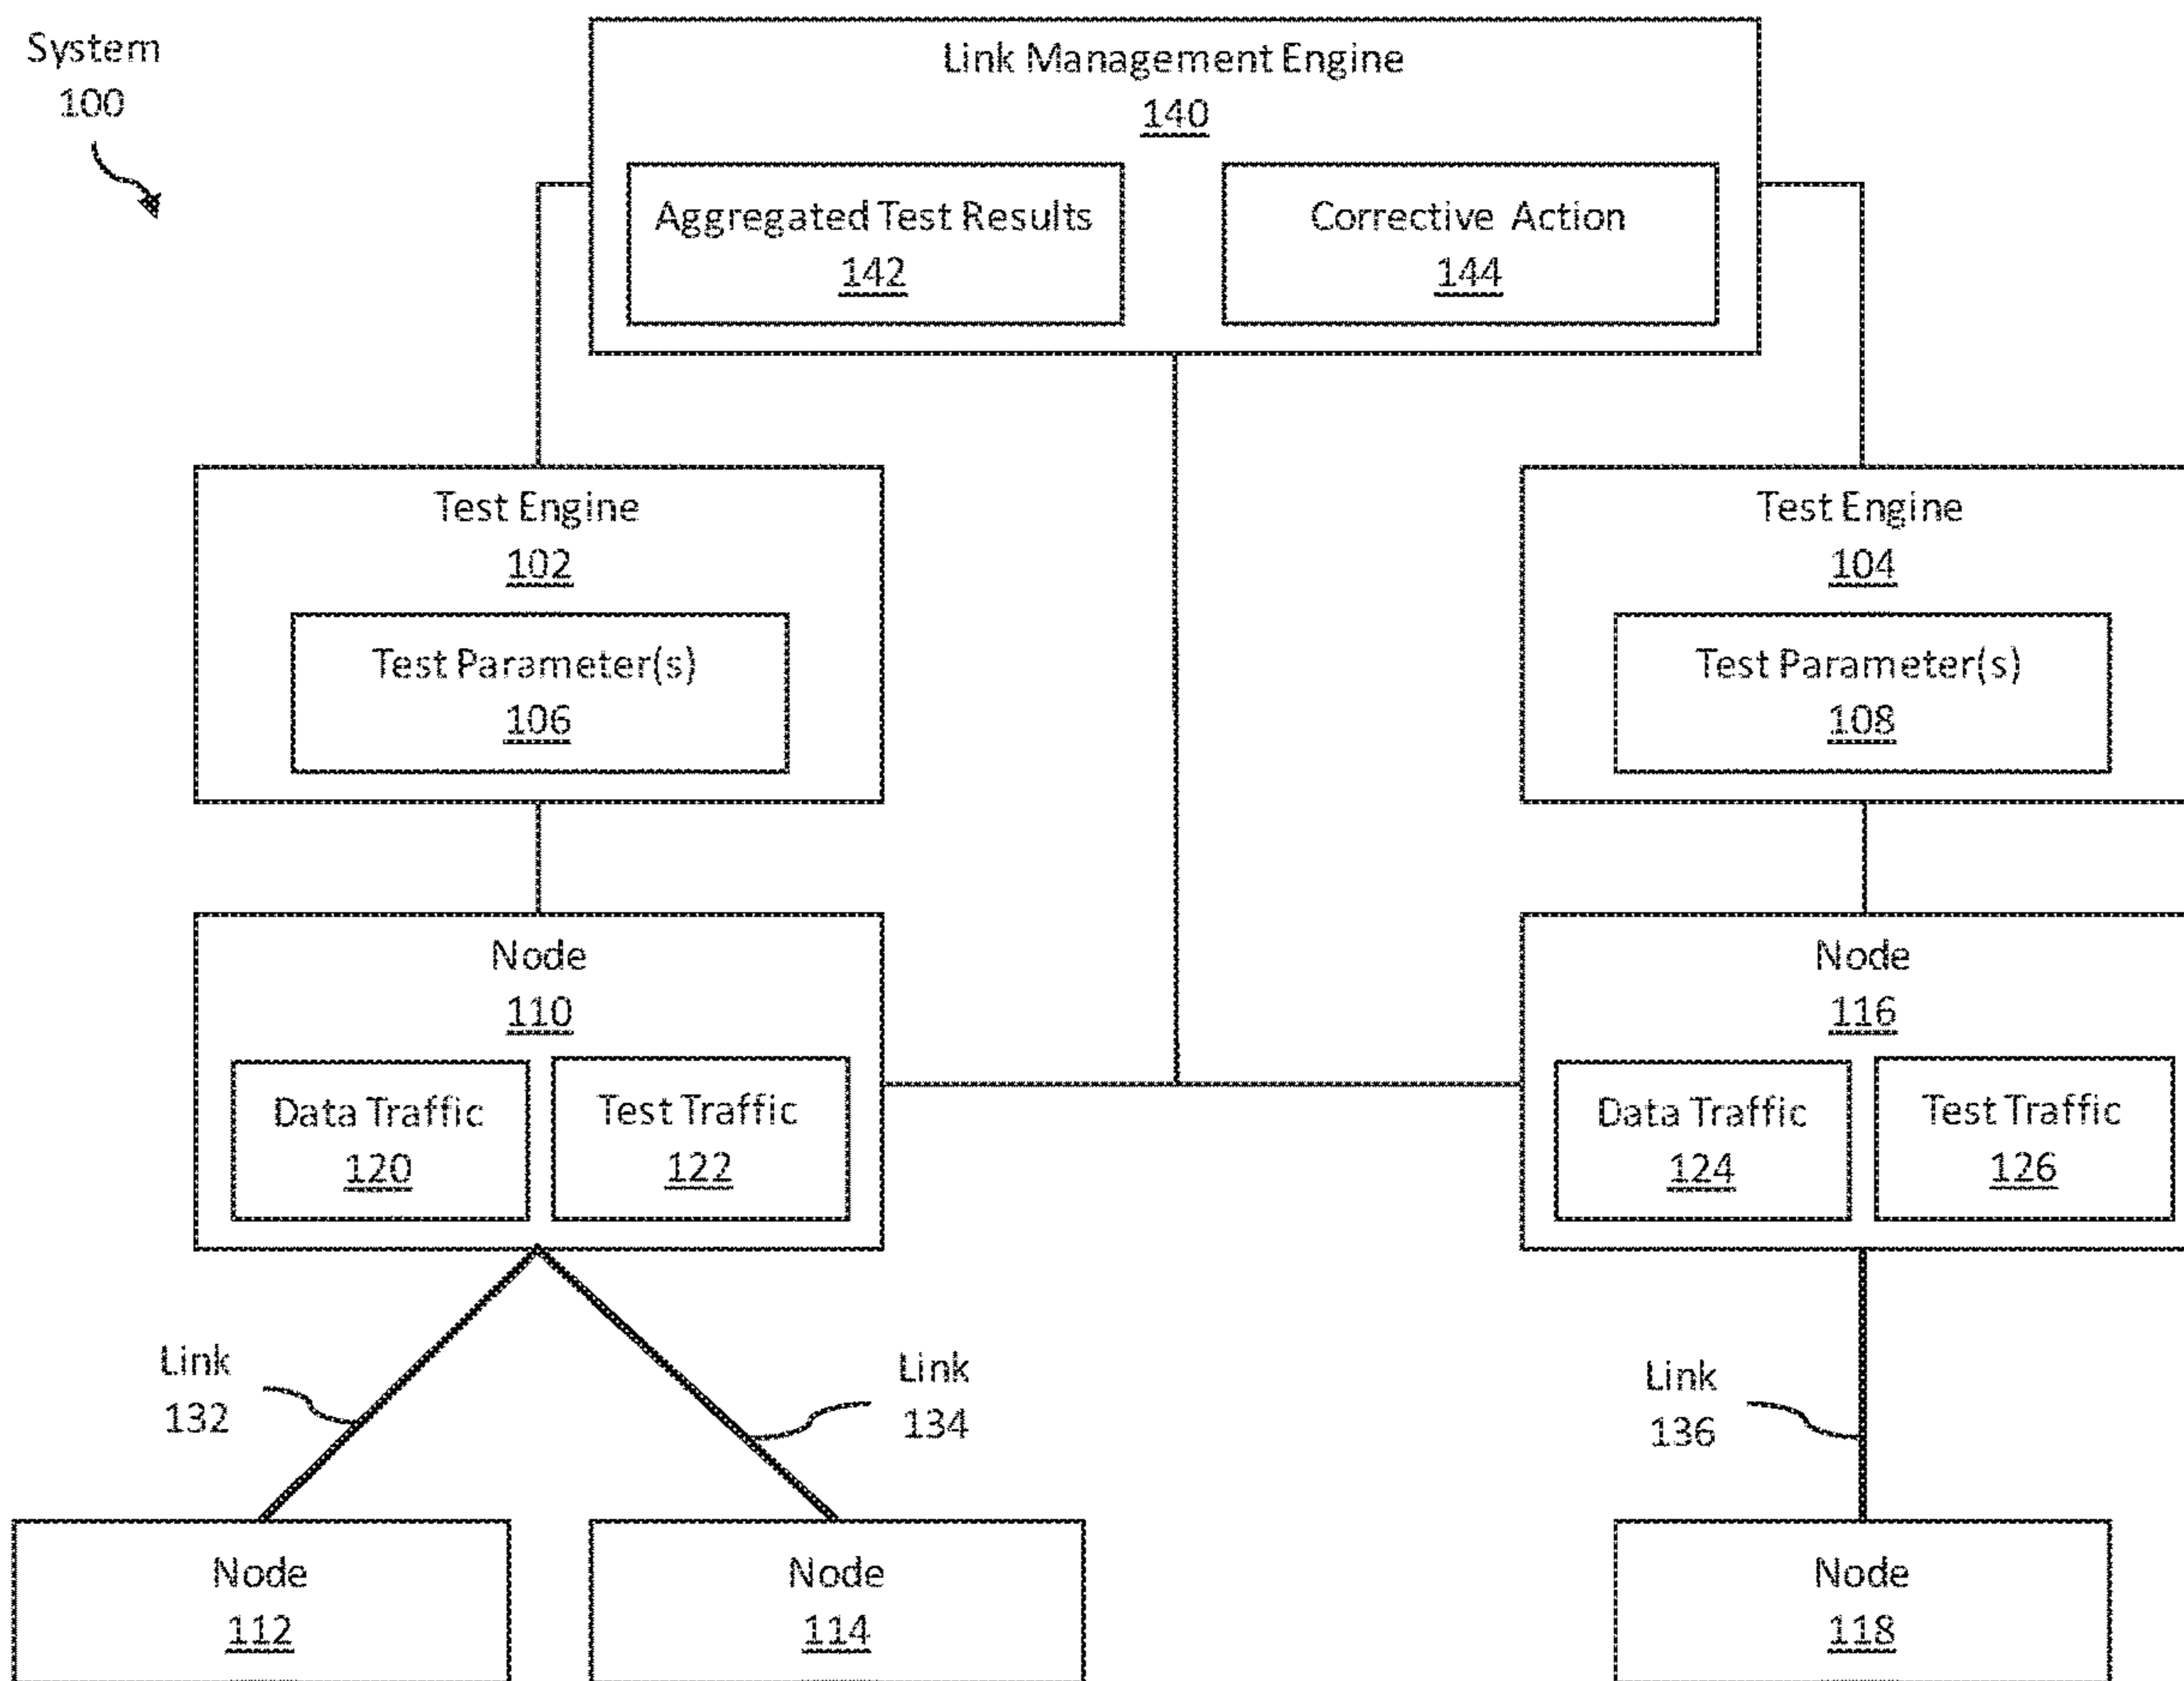 System
100
Link Management Engine
140
Aggregated Test Results
142
Corrective Action
144
Test Engine
102
Test Parameter(s)
106
Test Engine
104
Test Parameter(s)
108
Node
110
Data Traffic
120
Test Traffic
122
Node
116
Data Traffic
124
Test Traffic
126
Link
132
Link
134
Link
136
Node
112
Node
114
Node
118